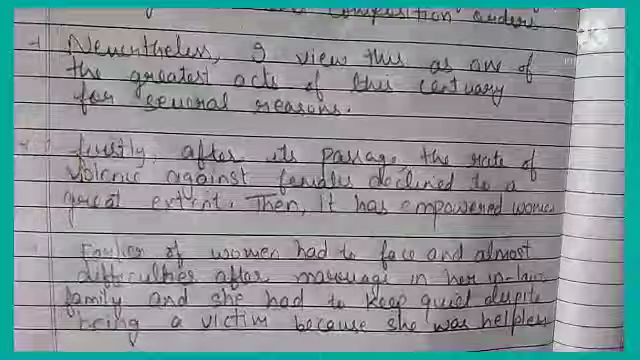 composition
Nevertheless, I view this as one of
the greatest acts of this century
for several reasons.
firstly, after its passage the rate of
violence against females declined to a
great extent. Then, it has empowered women
of women had to face and almost
difficulties after marriage in her in-laws
family and she had to keep quiet despite
being a victim because she was helpless